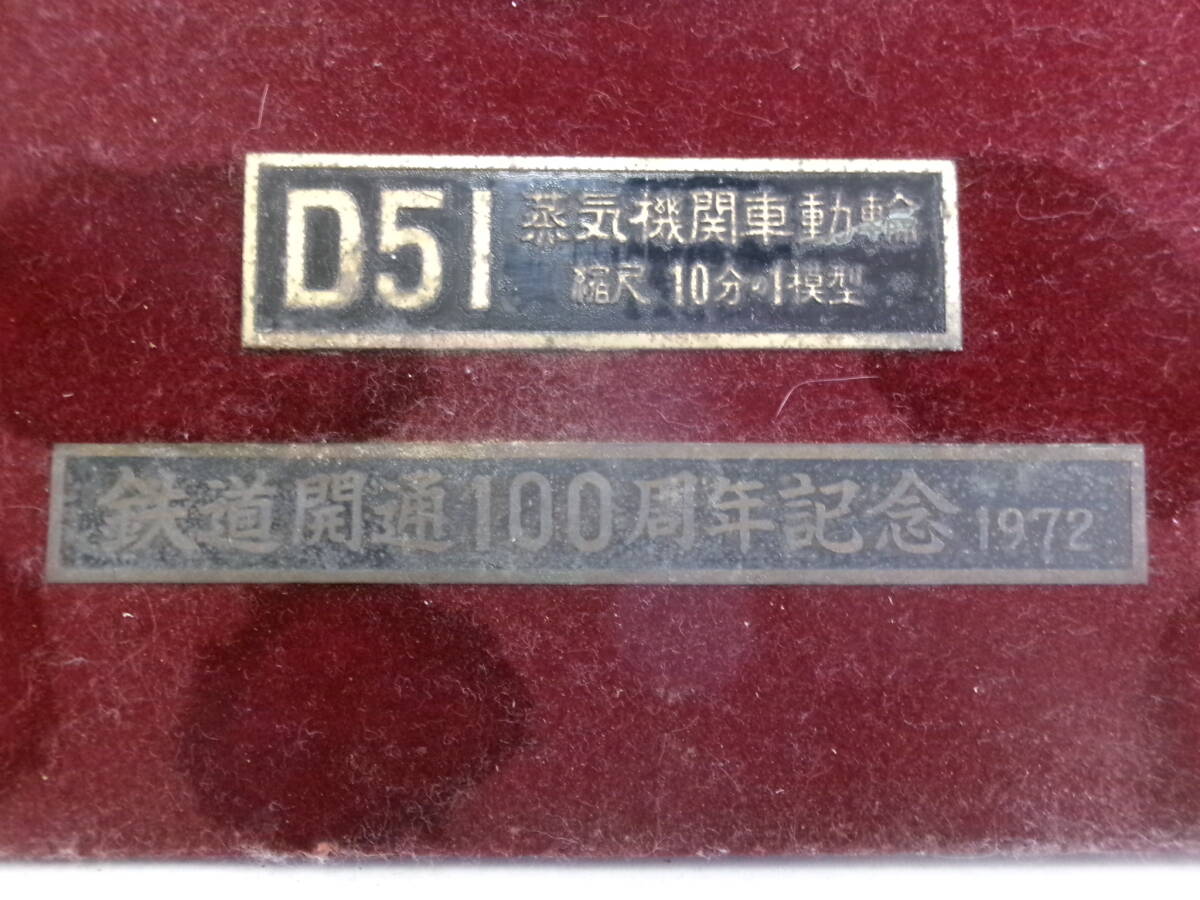 D51 蒸気機関車動輪
縮尺 10分の1模型
鉄道開通100周年記念 1972